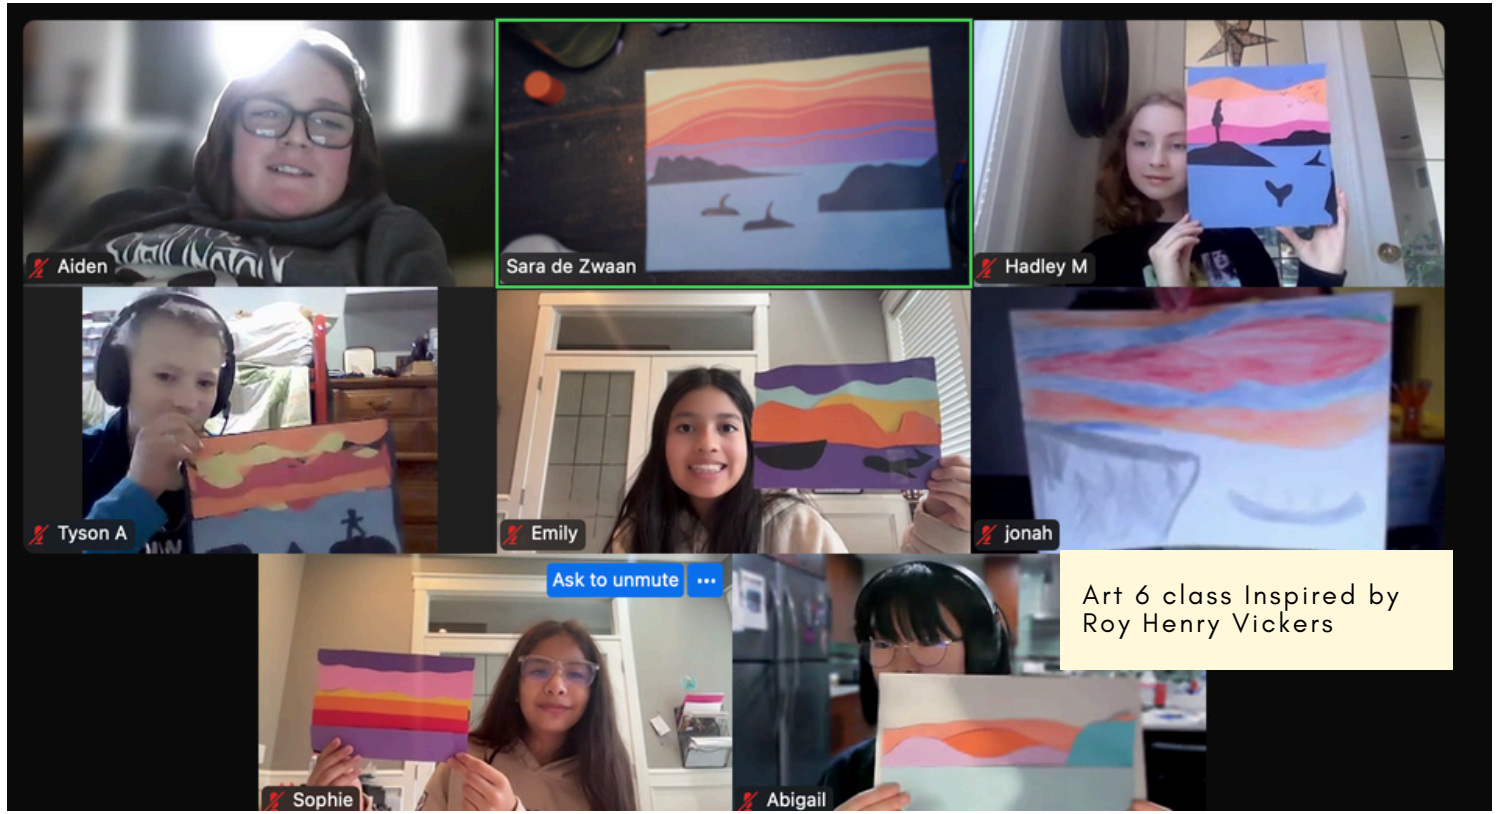 Aiden
Sara de Zwaan
Hadley M
Tyson A
Emily
jonah
Ask to unmute
Art 6 class Inspired by
Roy Henry Vickers
Sophie
Abigail